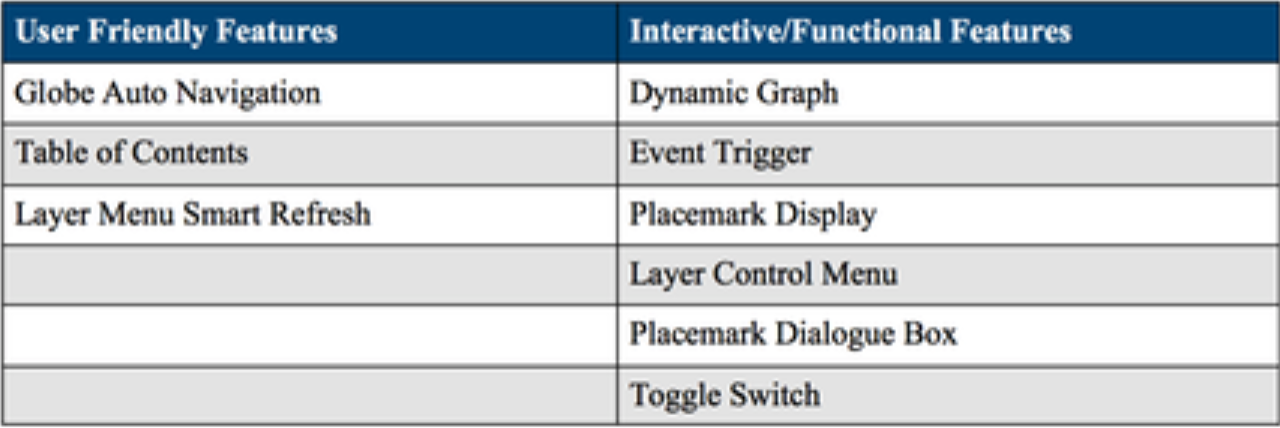 User Friendly Features Interactive/Functional Features
Globe Auto Navigation Dynamic Graph
Table of Contents Event Trigger
Layer Menu Smart Refresh Placemark Display
Layer Control Menu
Placemark Dialogue Box
Toggle Switch